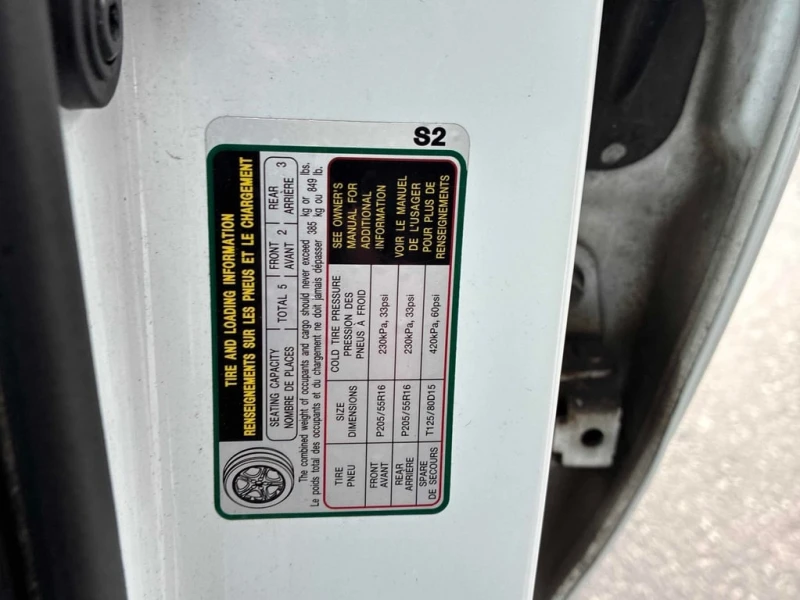 S2
TIRE AND LOADING INFORMATION
RENSEIGNEMENTS SUR LES PNEUS ET LE CHARGEMENT
SEATING CAPACITY TOTAL 5 FRONT 2 REAR 3
NOMBRE DE PLACES AVANT ARRIÈRE
The combined weight of occupants and cargo should never exceed 385 kg or 849 lbs.
Le poids total des occupants et du chargement ne doit jamais dépasser 385 kg ou 849 lb.
TIRE
PNEU
SIZE
DIMENSIONS
COLD TIRE PRESSURE
PRESSION DES
PNEUS À FROID
FRONT
AVANT
P205/55R16
230kPa, 33psi
REAR
ARRIÈRE
P205/55R16
230kPa, 33psi
SPARE
DE SECOURS
T125/80D15
420kPa, 60psi
SEE OWNER'S
MANUAL FOR
ADDITIONAL
INFORMATION
VOIR LE MANUEL
DE L'USAGER
POUR PLUS DE
RENSEIGNEMENTS